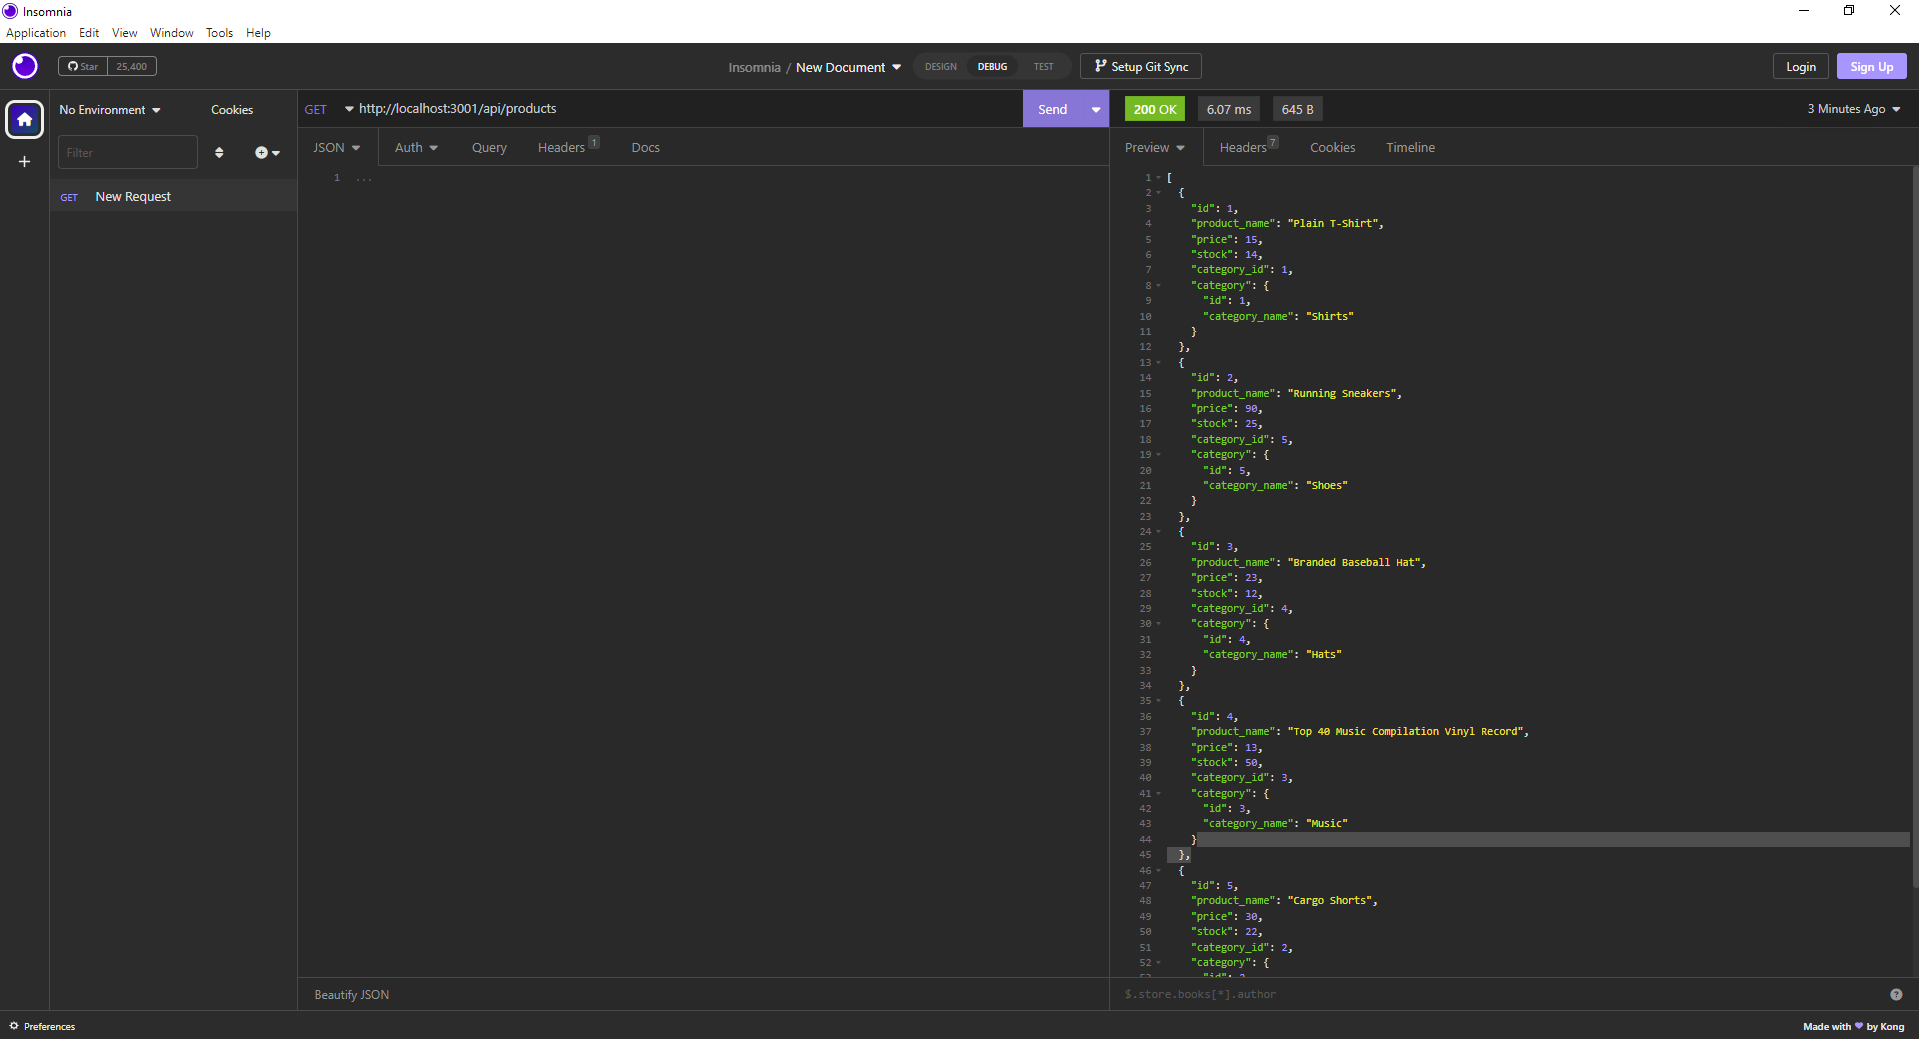 Insomnia
Application Edit View Window Tools Help
Star 25,400
Insomnia / New Document
DESIGN DEBUG TEST
Setup Git Sync
Login
Sign Up
No Environment
Cookies
Filter
GET New Request
GET http://localhost:3001/api/products
Send
JSON Auth Query Headers 1 Docs
1 ...
Beautify JSON
200 OK 6.07 ms 645 B
3 Minutes Ago
Preview Headers 7 Cookies Timeline
1 [
2 {
3 "id": 1,
4 "product_name": "Plain T-Shirt",
5 "price": 15,
6 "stock": 14,
7 "category_id": 1,
8 "category": {
9 "id": 1,
10 "category_name": "Shirts"
11 }
12 },
13 {
14 "id": 2,
15 "product_name": "Running Sneakers",
16 "price": 90,
17 "stock": 25,
18 "category_id": 5,
19 "category": {
20 "id": 5,
21 "category_name": "Shoes"
22 }
23 },
24 {
25 "id": 3,
26 "product_name": "Branded Baseball Hat",
27 "price": 23,
28 "stock": 12,
29 "category_id": 4,
30 "category": {
31 "id": 4,
32 "category_name": "Hats"
33 }
34 },
35 {
36 "id": 4,
37 "product_name": "Top 40 Music Compilation Vinyl Record",
38 "price": 13,
39 "stock": 50,
40 "category_id": 3,
41 "category": {
42 "id": 3,
43 "category_name": "Music"
44 }
45 },
46 {
47 "id": 5,
48 "product_name": "Cargo Shorts",
49 "price": 30,
50 "stock": 22,
51 "category_id": 2,
52 "category": {
$.store.books[*].author
Preferences
Made with by Kong